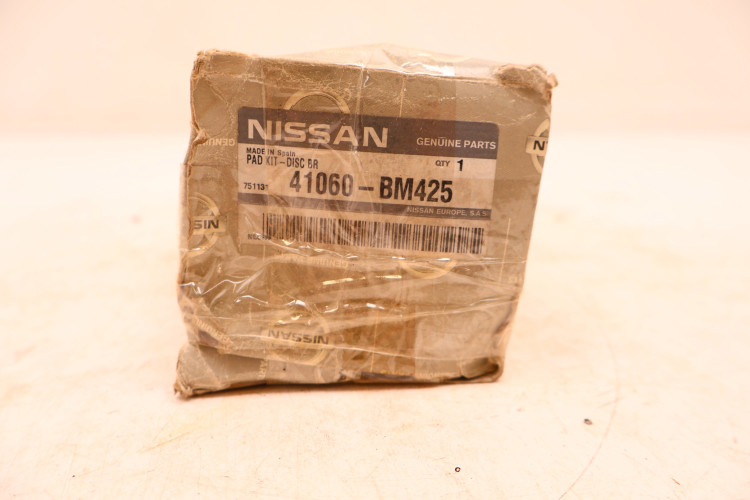 NISSAN GENUINE PARTS
MADE IN Spain
PAD KIT-DISC BR QTY 1
41060-BM425
NISSAN EUROPE, S.A.S
NISSAN